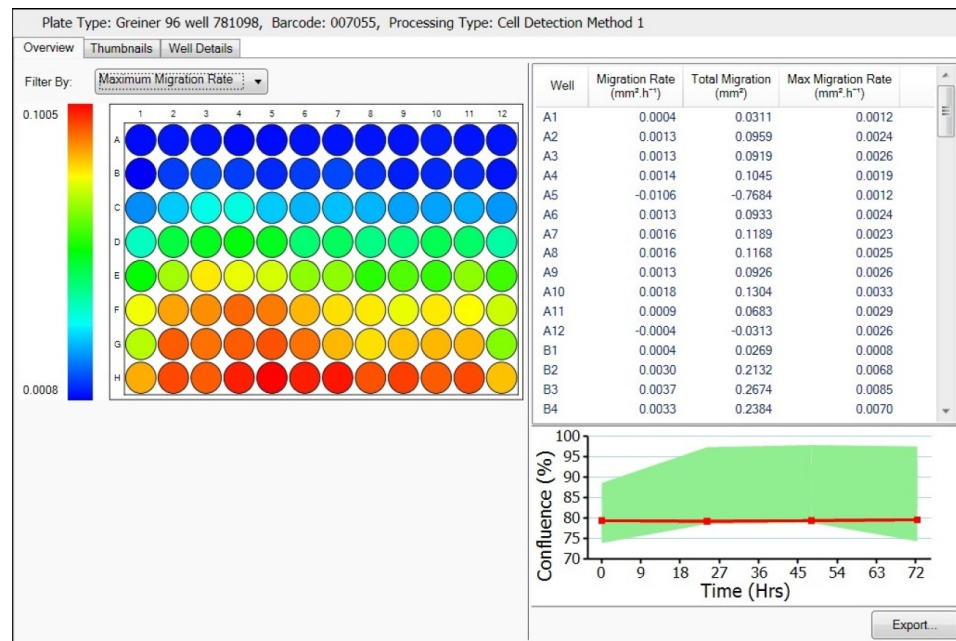 Plate Type: Greiner 96 well 781098, Barcode: 007055, Processing Type: Cell Detection Method 1
Overview Thumbnails Well Details
Filter By: Maximum Migration Rate
0.1005
0.0008
1 2 3 4 5 6 7 8 9 10 11 12
A
B
C
D
E
F
G
H
Well Migration Rate (mm².h⁻¹) Total Migration (mm²) Max Migration Rate (mm².h⁻¹)
A1 0.0004 0.0311 0.0012
A2 0.0013 0.0959 0.0024
A3 0.0013 0.0919 0.0026
A4 0.0014 0.1045 0.0019
A5 -0.0106 -0.7684 0.0012
A6 0.0013 0.0933 0.0024
A7 0.0016 0.1189 0.0023
A8 0.0016 0.1168 0.0025
A9 0.0013 0.0926 0.0026
A10 0.0018 0.1304 0.0033
A11 0.0009 0.0683 0.0029
A12 -0.0004 -0.0313 0.0026
B1 0.0004 0.0269 0.0008
B2 0.0030 0.2132 0.0068
B3 0.0037 0.2674 0.0085
B4 0.0033 0.2384 0.0070
Confluence (%)
100
95
90
85
80
75
70
0 9 18 27 36 45 54 63 72
Time (Hrs)
Export...